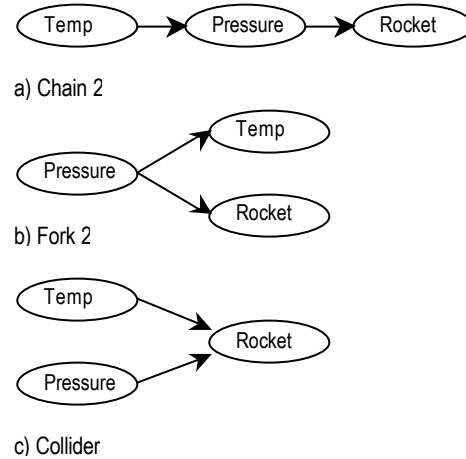 Temp Pressure Rocket
a) Chain 2
Temp
Pressure
Rocket
b) Fork 2
Temp
Rocket
Pressure
c) Collider